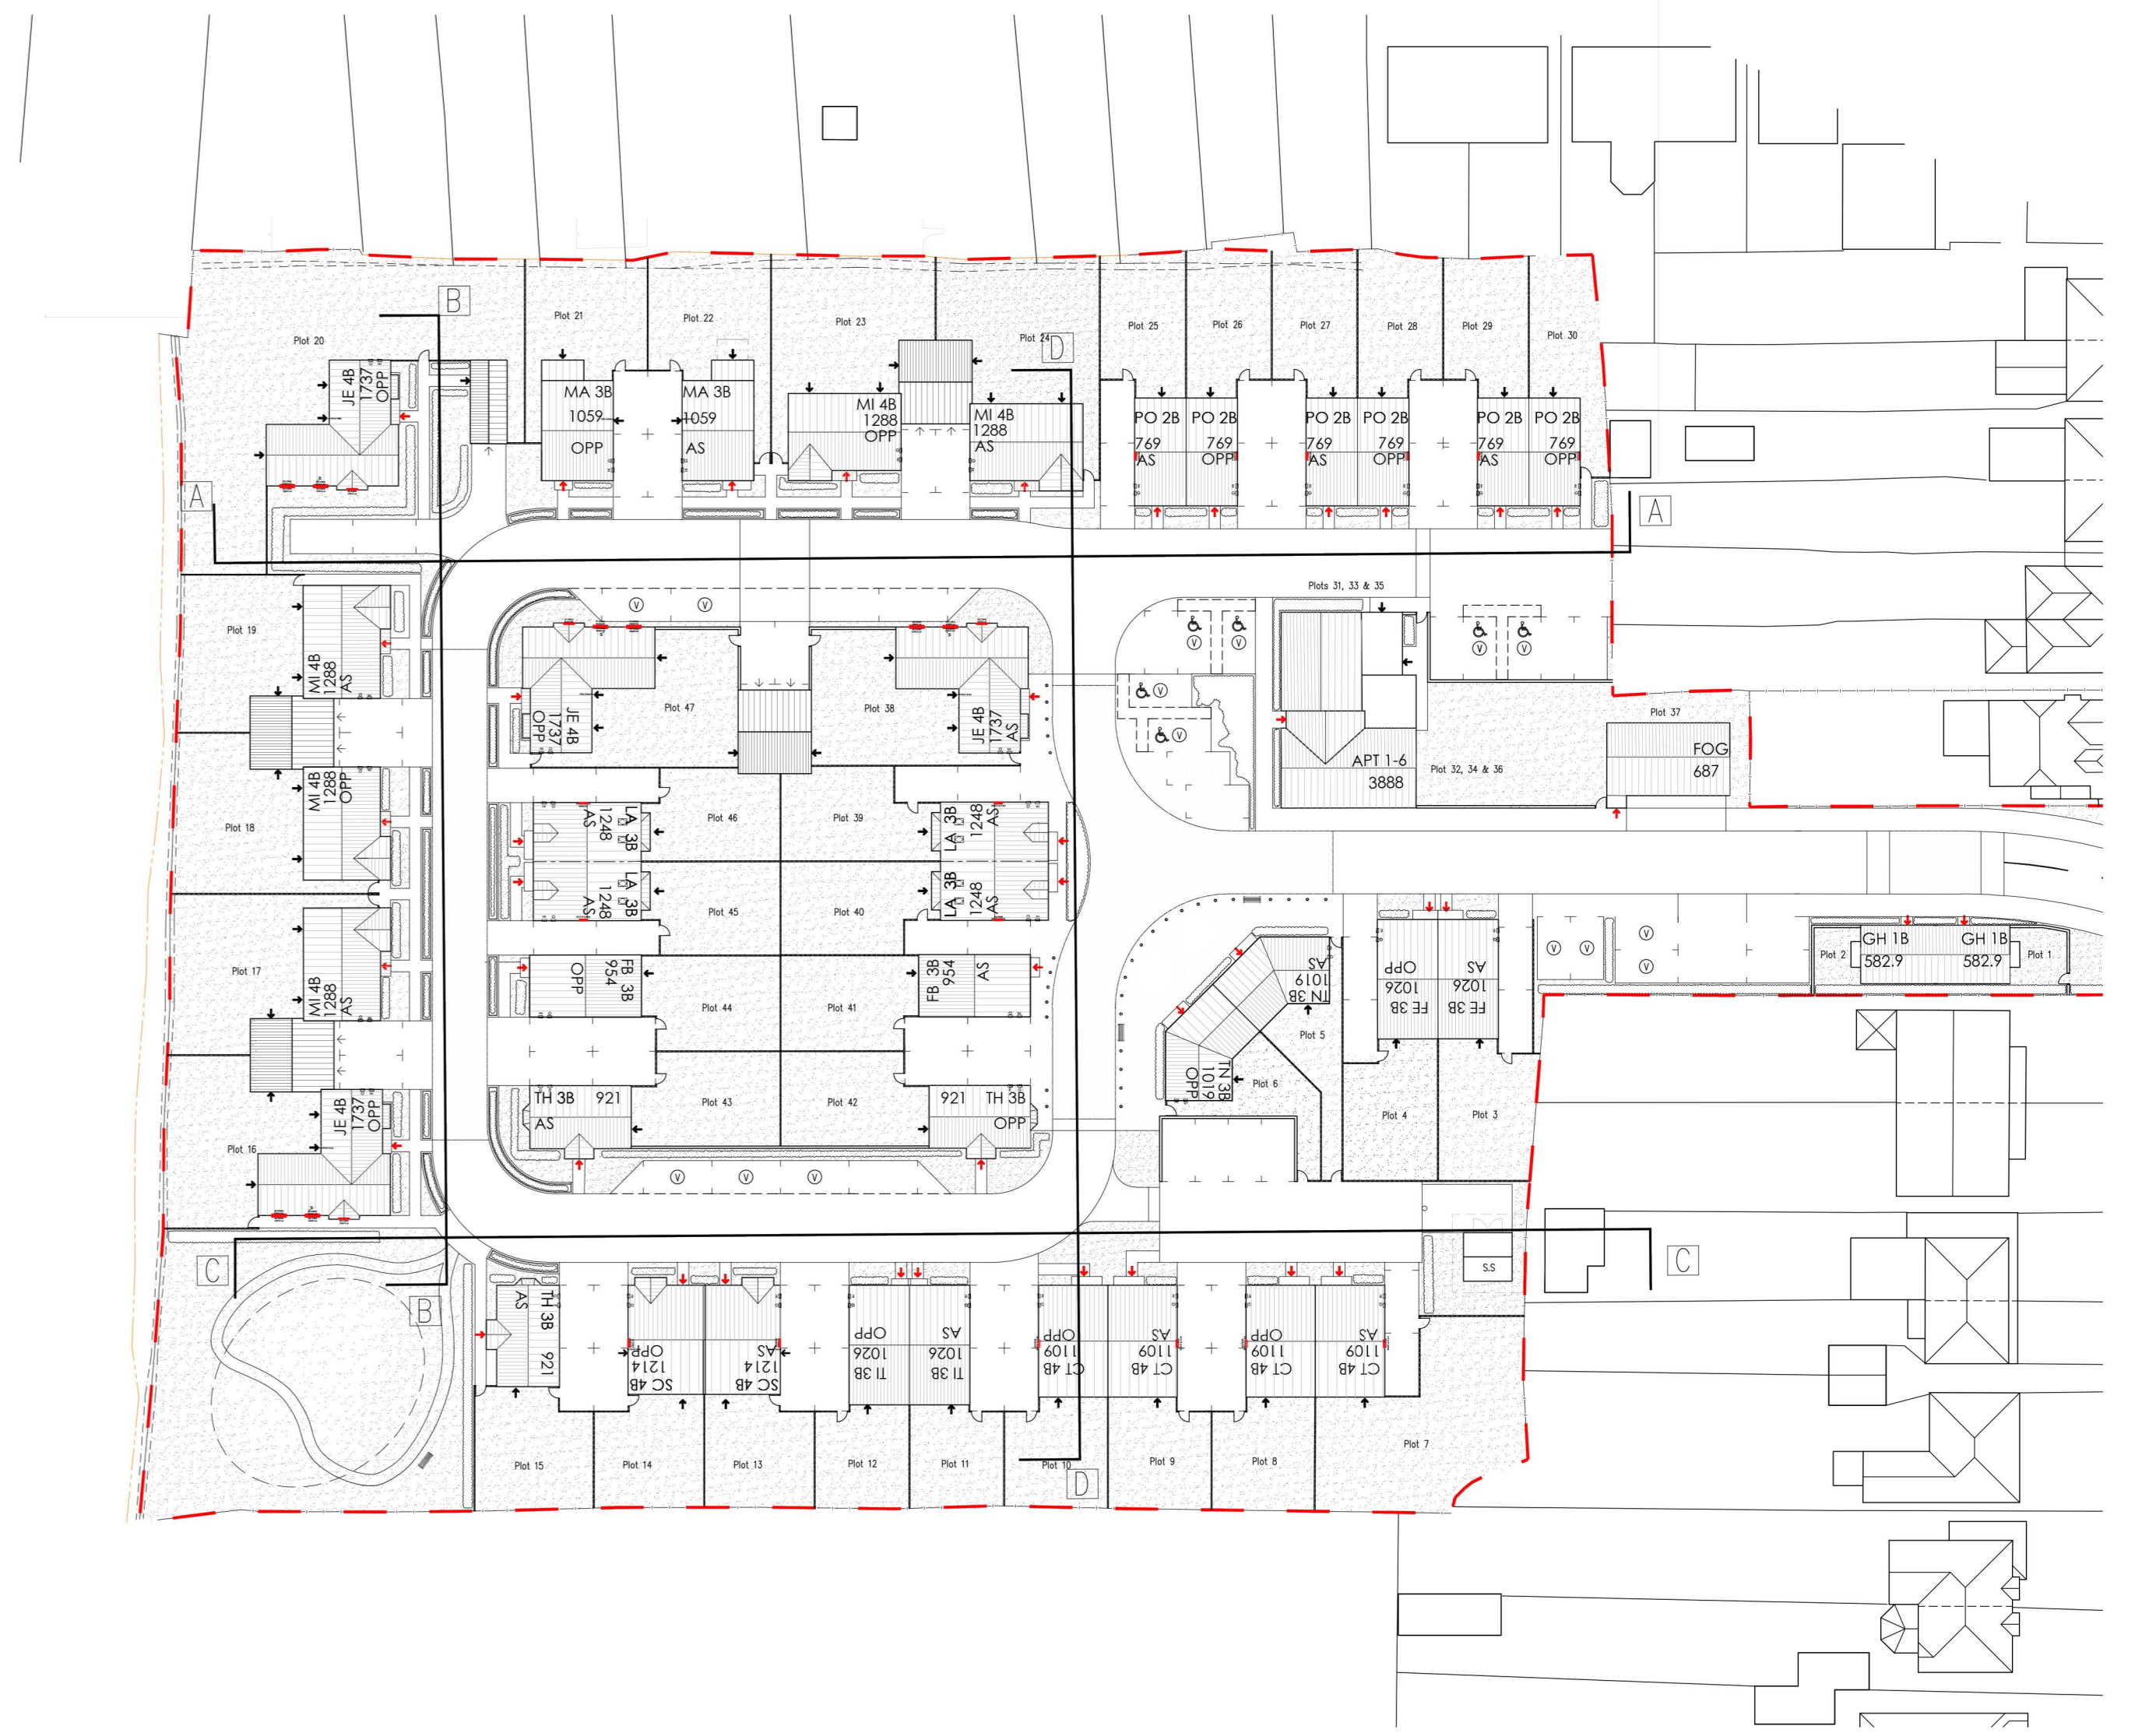 B
Plot 20
Plot 21
Plot 22
Plot 23
Plot 24
D
Plot 25
Plot 26
Plot 27
Plot 28
Plot 29
Plot 30
JE 4B
1737
OPP
MA 3B
1059
OPP
MA 3B
1059
AS
MI 4B
1288
OPP
MI 4B
1288
AS
PO 2B
769
AS
PO 2B
769
OPP
PO 2B
769
AS
PO 2B
769
OPP
PO 2B
769
AS
PO 2B
769
OPP
A
A
Plots 31, 33 & 35
V
V
V
V
V
V
V
V
Plot 19
MI 4B
1288
AS
JE 4B
1737
OPP
Plot 47
Plot 38
JE 4B
1737
AS
Plot 37
FOG
687
APT 1-6
3888
Plot 32, 34 & 36
Plot 18
MI 4B
1288
OPP
LA 3B
1248
AS
Plot 46
Plot 39
LA 3B
1248
AS
LA 3B
1248
AS
Plot 45
Plot 40
LA 3B
1248
AS
Plot 17
MI 4B
1288
AS
FB 3B
954
OPP
Plot 44
Plot 41
FB 3B
954
AS
TN 3B
1019
AS
Plot 5
FE 3B
1026
OPP
FE 3B
1026
AS
V
V
V
V
Plot 2
GH 1B
582.9
GH 1B
582.9
Plot 1
Plot 16
JE 4B
1737
OPP
TH 3B
921
AS
Plot 43
Plot 42
921
TH 3B
OPP
TN 3B
1019
OPP
Plot 6
Plot 4
Plot 3
V
V
V
C
C
S.S
B
TH 3B
921
AS
SC 4B
1214
OPP
SC 4B
1214
AS
TI 3B
1026
OPP
TI 3B
1026
AS
CT 4B
1109
OPP
CT 4B
1109
AS
CT 4B
1109
OPP
CT 4B
1109
AS
Plot 15
Plot 14
Plot 13
Plot 12
Plot 11
Plot 10
D
Plot 9
Plot 8
Plot 7